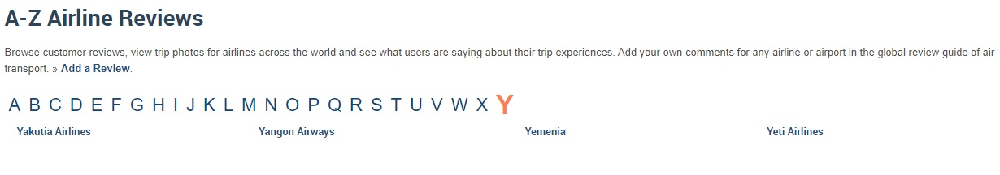 A-Z Airline Reviews
Browse customer reviews, view trip photos for airlines across the world and see what users are saying about their trip experiences. Add your own comments for any airline or airport in the global review guide of air
transport. » Add a Review.
A B C D E F G H I J K L M N O P Q R S T U V W X Y
Yakutia Airlines Yangon Airways Yemenia Yeti Airlines